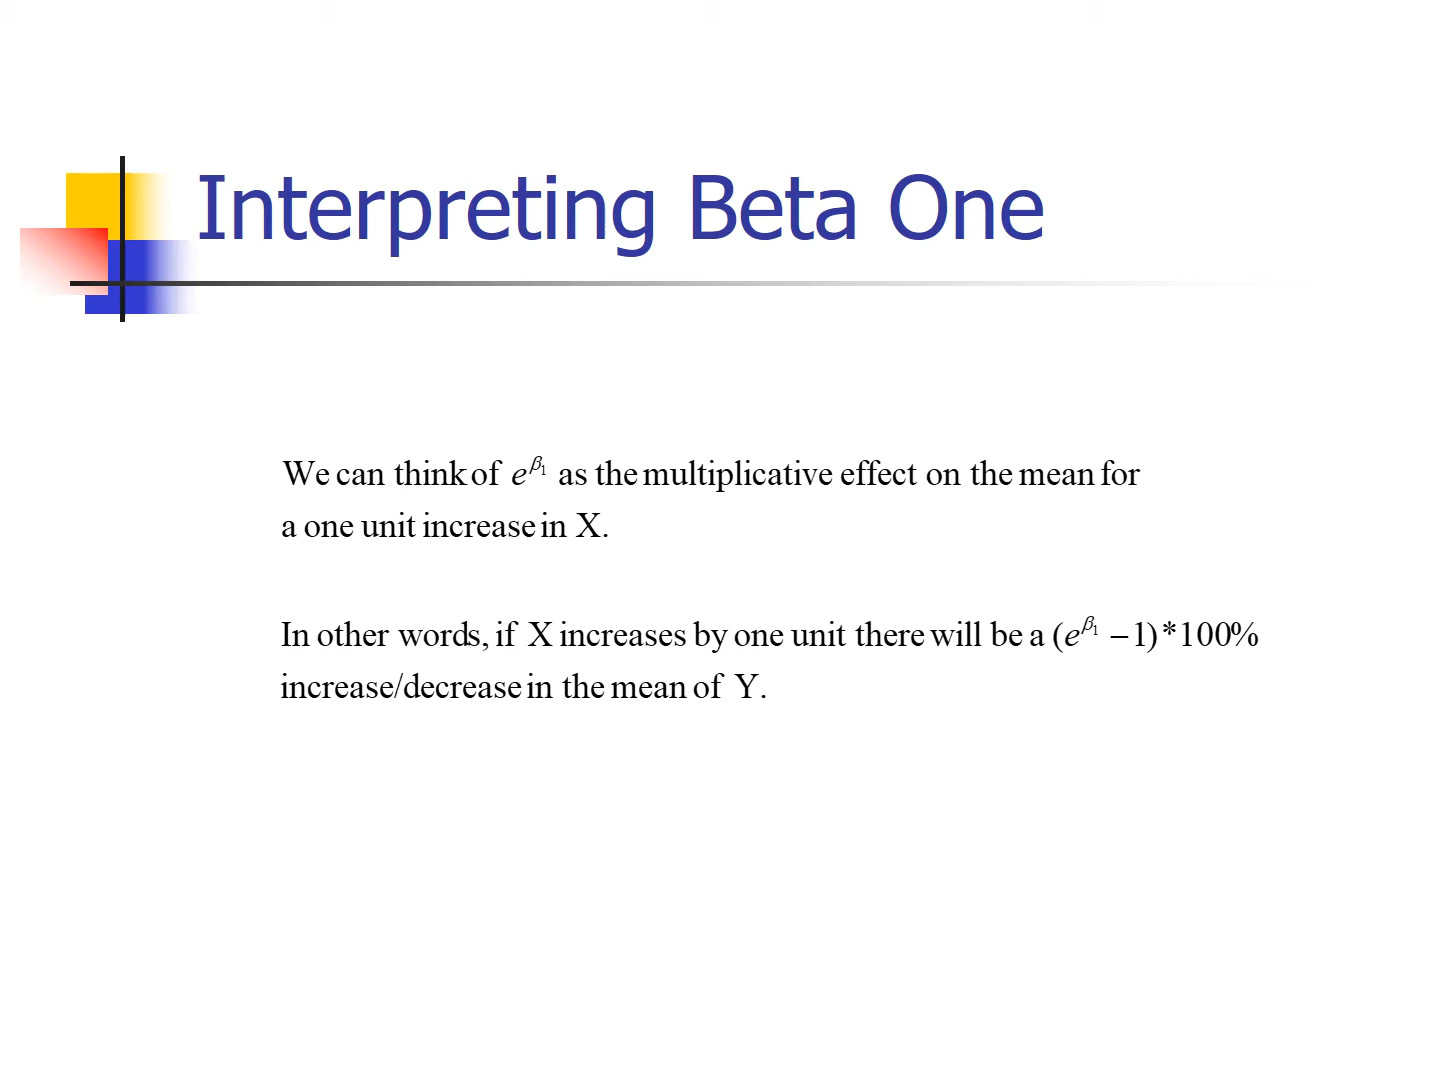 Interpreting Beta One
We can think of e^β₁ as the multiplicative effect on the mean for
a one unit increase in X.
In other words, if X increases by one unit there will be a (e^β₁ − 1)*100%
increase/decrease in the mean of Y.